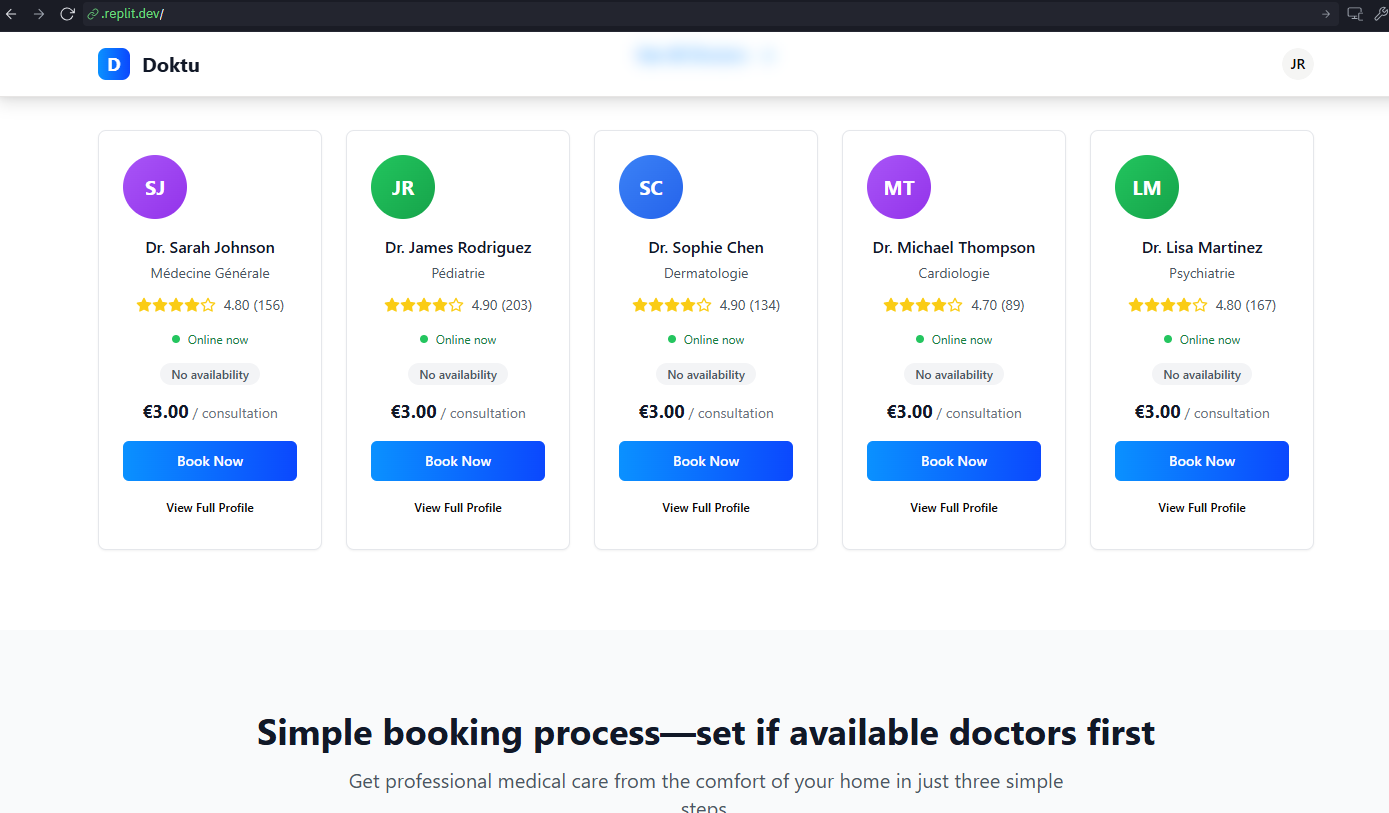 .replit.dev/
D Doktu
JR
SJ
Dr. Sarah Johnson
Médecine Générale
4.80 (156)
Online now
No availability
€3.00 / consultation
Book Now
View Full Profile
JR
Dr. James Rodriguez
Pédiatrie
4.90 (203)
Online now
No availability
€3.00 / consultation
Book Now
View Full Profile
SC
Dr. Sophie Chen
Dermatologie
4.90 (134)
Online now
No availability
€3.00 / consultation
Book Now
View Full Profile
MT
Dr. Michael Thompson
Cardiologie
4.70 (89)
Online now
No availability
€3.00 / consultation
Book Now
View Full Profile
LM
Dr. Lisa Martinez
Psychiatrie
4.80 (167)
Online now
No availability
€3.00 / consultation
Book Now
View Full Profile
Simple booking process—set if available doctors first
Get professional medical care from the comfort of your home in just three simple
steps